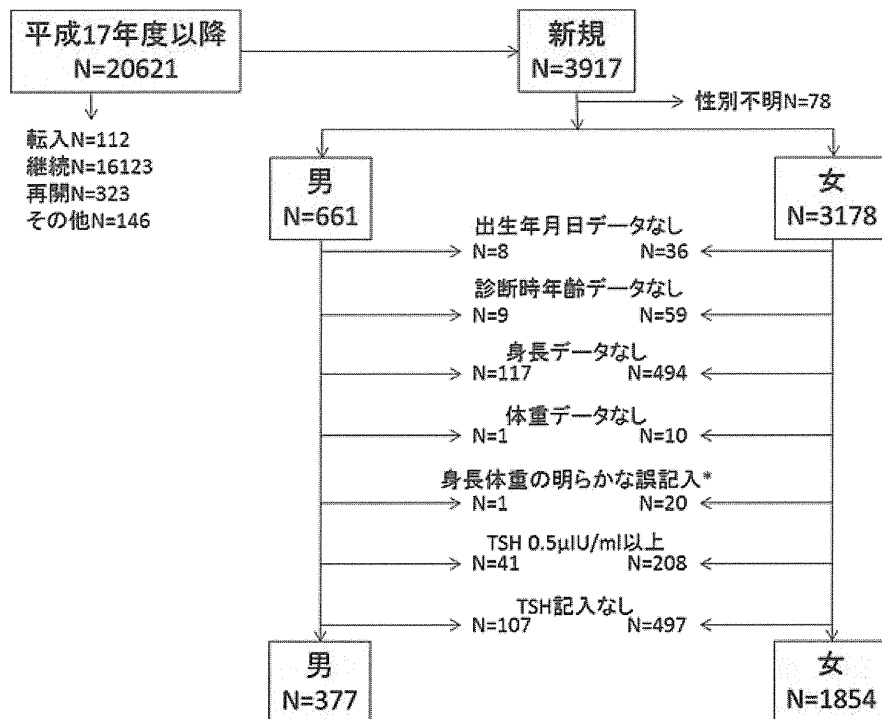 平成17年度以降
N=20621
新規
N=3917
性別不明N=78
転入N=112
継続N=16123
再開N=323
その他N=146
男
N=661
女
N=3178
出生年月日データなし
N=8 N=36
診断時年齢データなし
N=9 N=59
身長データなし
N=117 N=494
体重データなし
N=1 N=10
身長体重の明らかな誤記入*
N=1 N=20
TSH 0.5μIU/ml以上
N=41 N=208
TSH記入なし
N=107 N=497
男
N=377
女
N=1854